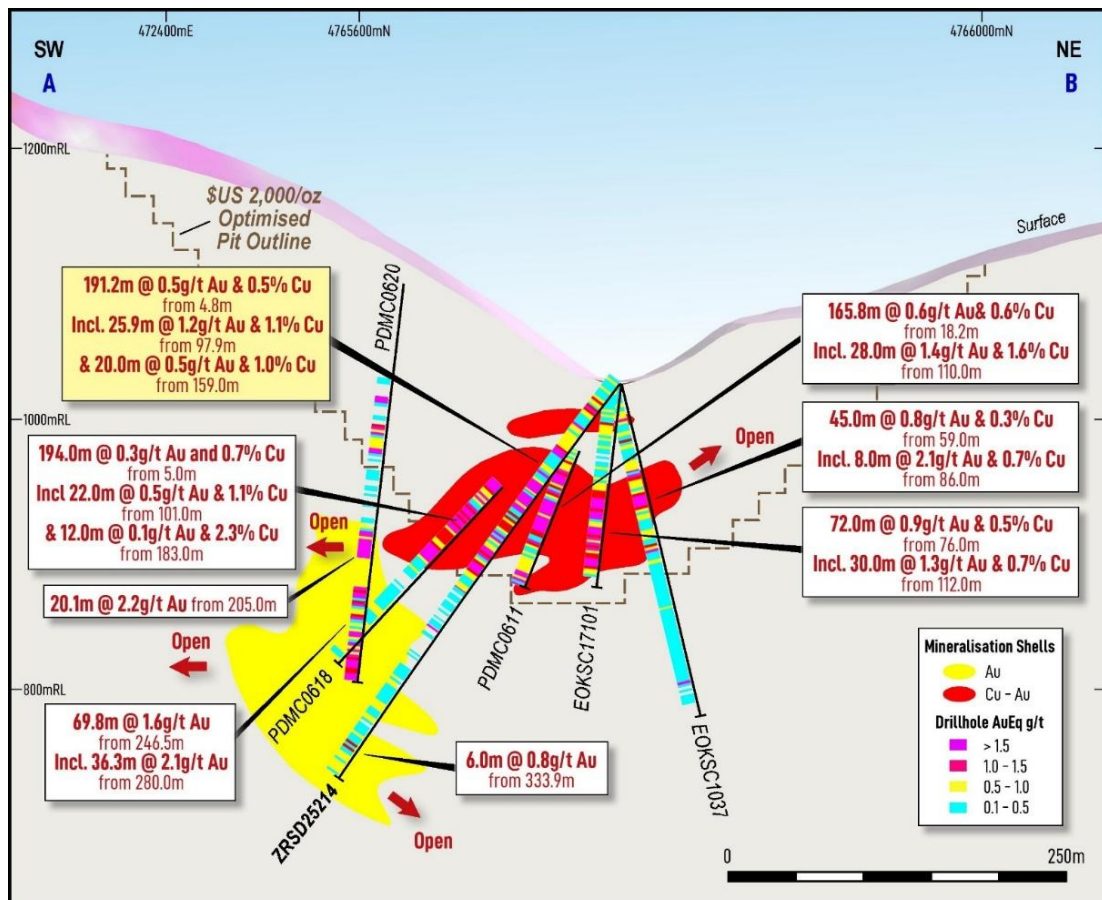 472400mE
4765600mN
4766000mN
SW
A
NE
B
1200mRL
$US 2,000/oz
Optimised
Pit Outline
Surface
PDMC0620
191.2m @ 0.5g/t Au & 0.5% Cu
from 4.8m
Incl. 25.9m @ 1.2g/t Au & 1.1% Cu
from 97.9m
& 20.0m @ 0.5g/t Au & 1.0% Cu
from 159.0m
165.8m @ 0.6g/t Au& 0.6% Cu
from 18.2m
Incl. 28.0m @ 1.4g/t Au & 1.6% Cu
from 110.0m
1000mRL
194.0m @ 0.3g/t Au and 0.7% Cu
from 5.0m
Incl 22.0m @ 0.5g/t Au & 1.1% Cu
from 101.0m
& 12.0m @ 0.1g/t Au & 2.3% Cu
from 183.0m
Open
45.0m @ 0.8g/t Au & 0.3% Cu
from 59.0m
Incl. 8.0m @ 2.1g/t Au & 0.7% Cu
from 86.0m
Open
72.0m @ 0.9g/t Au & 0.5% Cu
from 76.0m
Incl. 30.0m @ 1.3g/t Au & 0.7% Cu
from 112.0m
20.1m @ 2.2g/t Au from 205.0m
Open
PDMC0618
PDMC0611
EOKSC17101
EOKSC1037
800mRL
69.8m @ 1.6g/t Au
from 246.5m
Incl. 36.3m @ 2.1g/t Au
from 280.0m
6.0m @ 0.8g/t Au
from 333.9m
ZRSD25214
Open
Mineralisation Shells
Au
Cu - Au
Drillhole AuEq g/t
> 1.5
1.0 - 1.5
0.5 - 1.0
0.1 - 0.5
0
250m